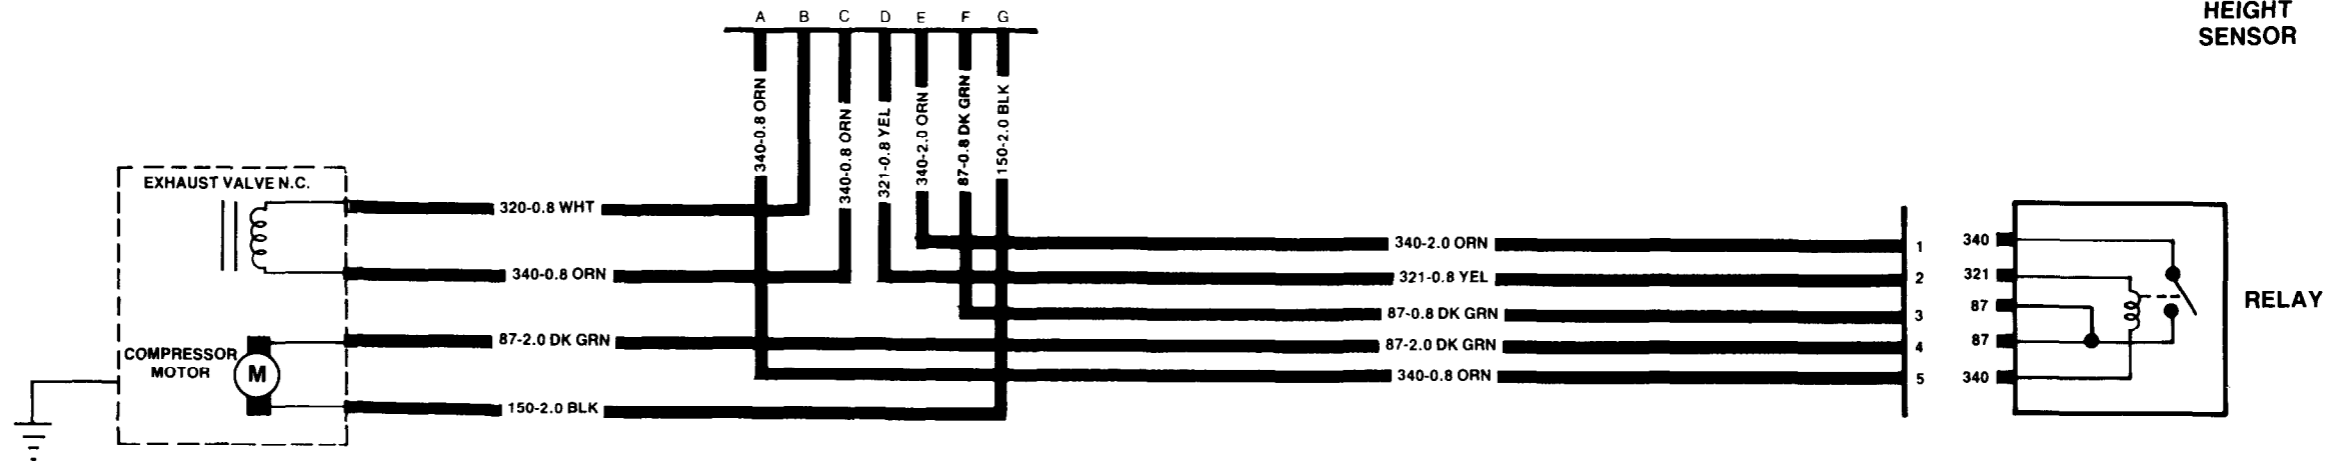 HEIGHT
SENSOR
A B C D E F G
340-0.8 ORN
340-0.8 ORN
321-0.8 YEL
340-2.0 ORN
87-0.8 DK GRN
150-2.0 BLK
EXHAUST VALVE N.C.
320-0.8 WHT
340-0.8 ORN
87-2.0 DK GRN
COMPRESSOR
MOTOR
M
150-2.0 BLK
340-2.0 ORN
321-0.8 YEL
87-0.8 DK GRN
87-2.0 DK GRN
340-0.8 ORN
1 340
2 321
3 87
4 87
5 340
RELAY